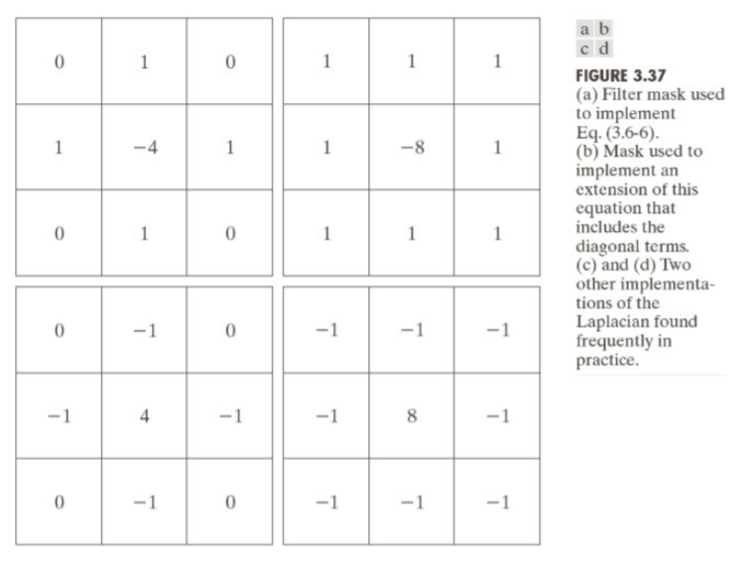 0 1 0
1 −4 1
0 1 0
1 1 1
1 −8 1
1 1 1
0 −1 0
−1 4 −1
0 −1 0
−1 −1 −1
−1 8 −1
−1 −1 −1
a b
c d
FIGURE 3.37
(a) Filter mask used
to implement
Eq. (3.6-6).
(b) Mask used to
implement an
extension of this
equation that
includes the
diagonal terms.
(c) and (d) Two
other implementa-
tions of the
Laplacian found
frequently in
practice.